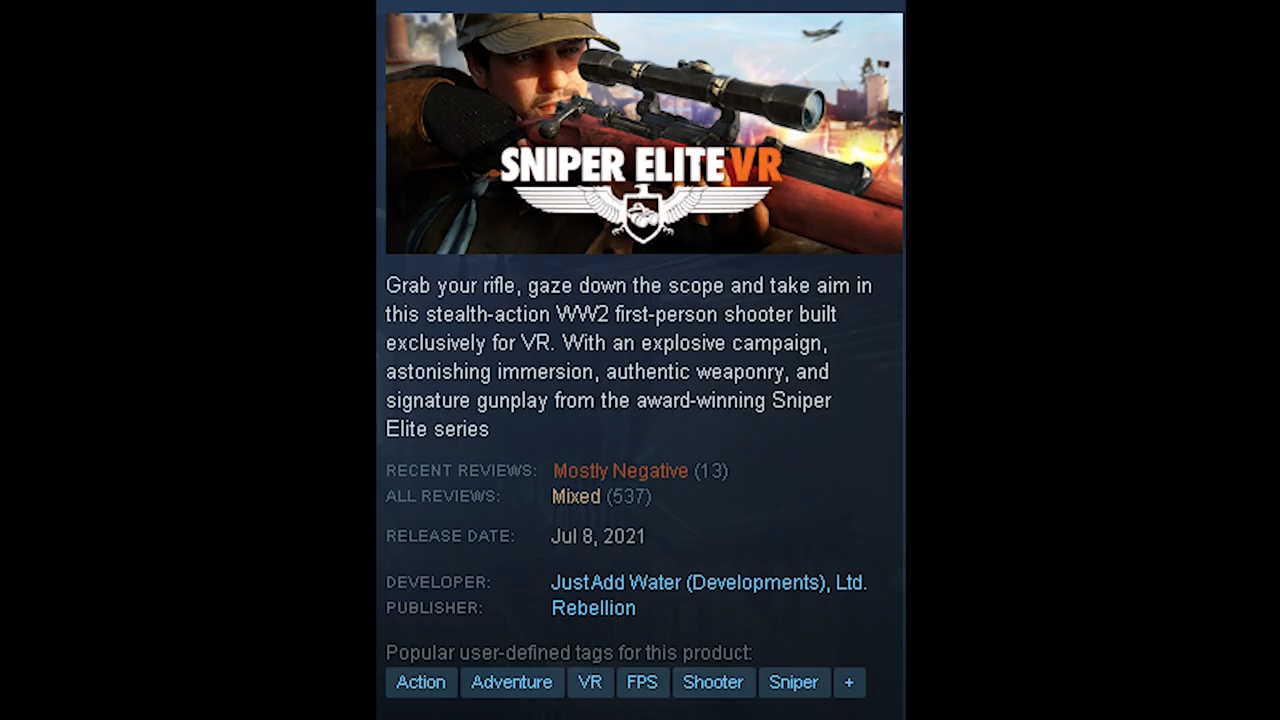 SNIPER ELITE VR
Grab your rifle, gaze down the scope and take aim in
this stealth-action WW2 first-person shooter built
exclusively for VR. With an explosive campaign,
astonishing immersion, authentic weaponry, and
signature gunplay from the award-winning Sniper
Elite series
RECENT REVIEWS: Mostly Negative (13)
ALL REVIEWS: Mixed (537)
RELEASE DATE: Jul 8, 2021
DEVELOPER: Just Add Water (Developments), Ltd.
PUBLISHER: Rebellion
Popular user-defined tags for this product:
Action Adventure VR FPS Shooter Sniper +